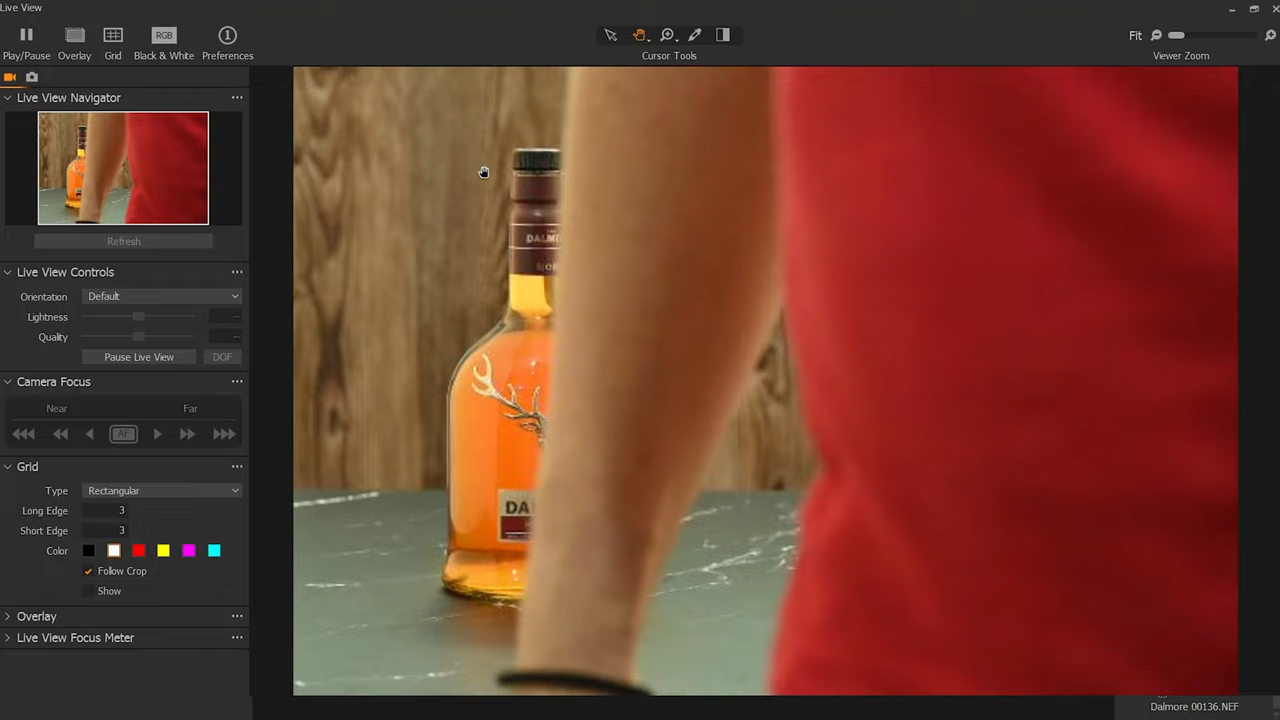 Live View
Play/Pause
Overlay
Grid
RGB
Black & White
Preferences
Cursor Tools
Fit
Viewer Zoom
Live View Navigator
Refresh
Live View Controls
Orientation
Default
Lightness
Quality
Pause Live View
DOF
Camera Focus
Near
Far
AF
Grid
Type
Rectangular
Long Edge
3
Short Edge
3
Color
Follow Crop
Show
Overlay
Live View Focus Meter
DALM
DA
Dalmore 00136.NEF